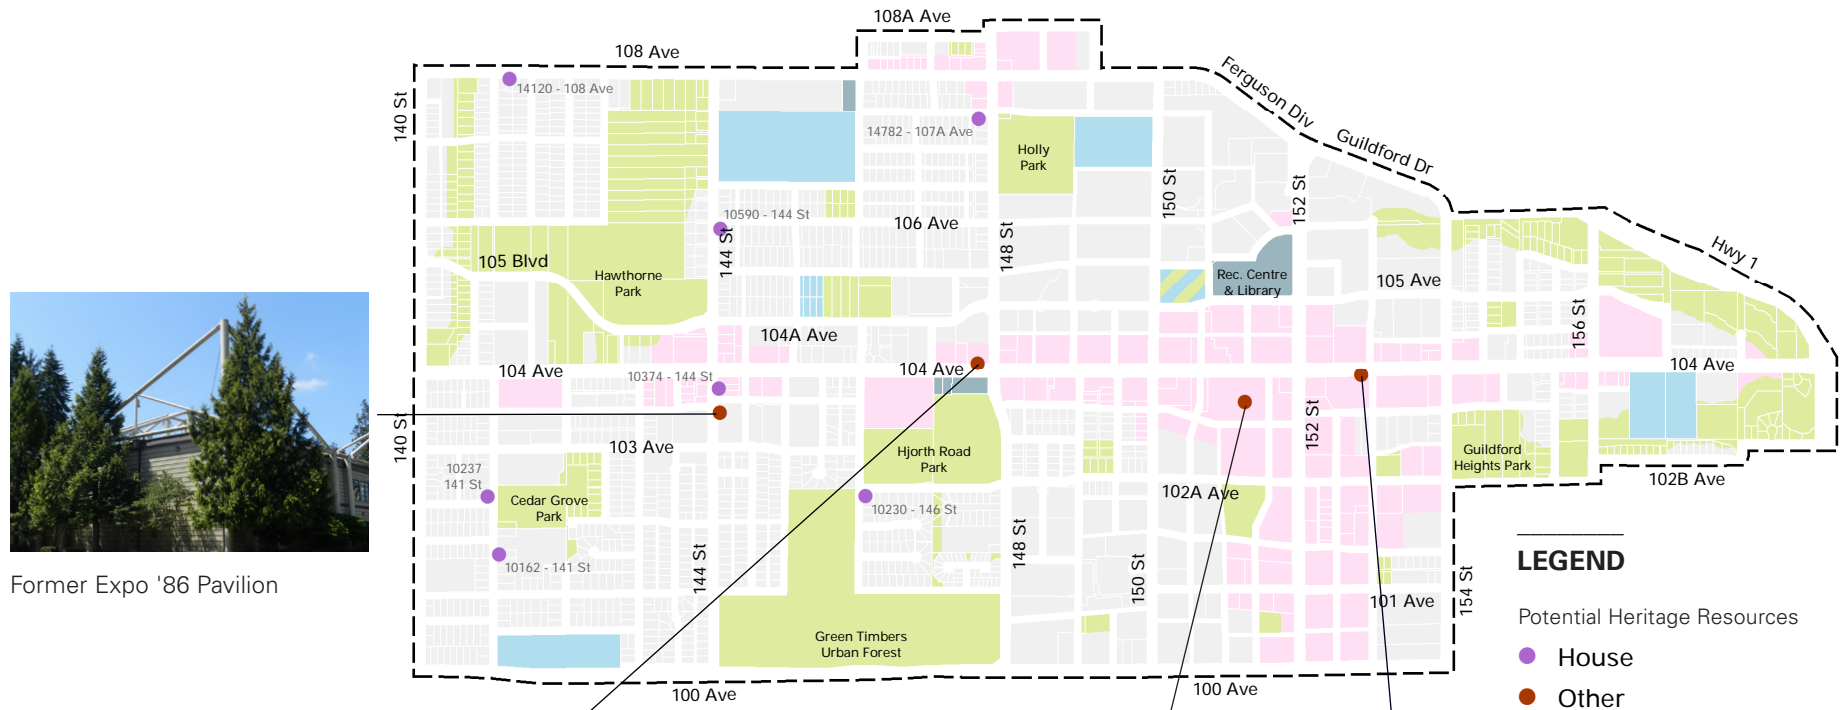 108A Ave
108 Ave
Ferguson Div
140 St
14120 - 108 Ave
14782 - 107A Ave
Guildford Dr
Holly
Park
150 St
152 St
10590 - 144 St
106 Ave
144 St
148 St
Hwy 1
105 Blvd
Hawthorne
Park
Rec. Centre
& Library
105 Ave
156 St
104A Ave
104 Ave
104 Ave
104 Ave
10374 - 144 St
140 St
103 Ave
152 St
Hjorth Road
Park
Guildford
Heights Park
102B Ave
10237
141 St
Cedar Grove
Park
10230 - 146 St
102A Ave
148 St
144 St
150 St
10162 - 141 St
154 St
101 Ave
Green Timbers
Urban Forest
100 Ave
100 Ave
Former Expo '86 Pavilion
LEGEND
Potential Heritage Resources
House
Other